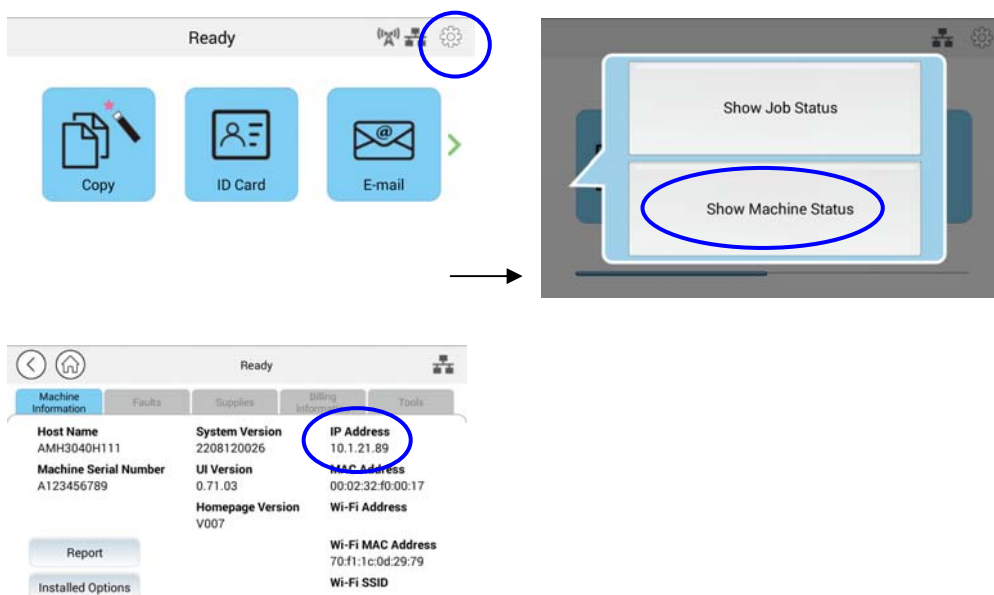 Ready
Copy
ID Card
E-mail
Show Job Status
Show Machine Status
Ready
Machine Information
Faults
Supplies
Billing Information
Tools
Host Name
AMH3040H111
Machine Serial Number
A123456789
System Version
2208120026
UI Version
0.71.03
Homepage Version
V007
IP Address
10.1.21.89
MAC Address
00:02:32:f0:00:17
Wi-Fi Address
Wi-Fi MAC Address
70:f1:1c:0d:29:79
Wi-Fi SSID
Report
Installed Options